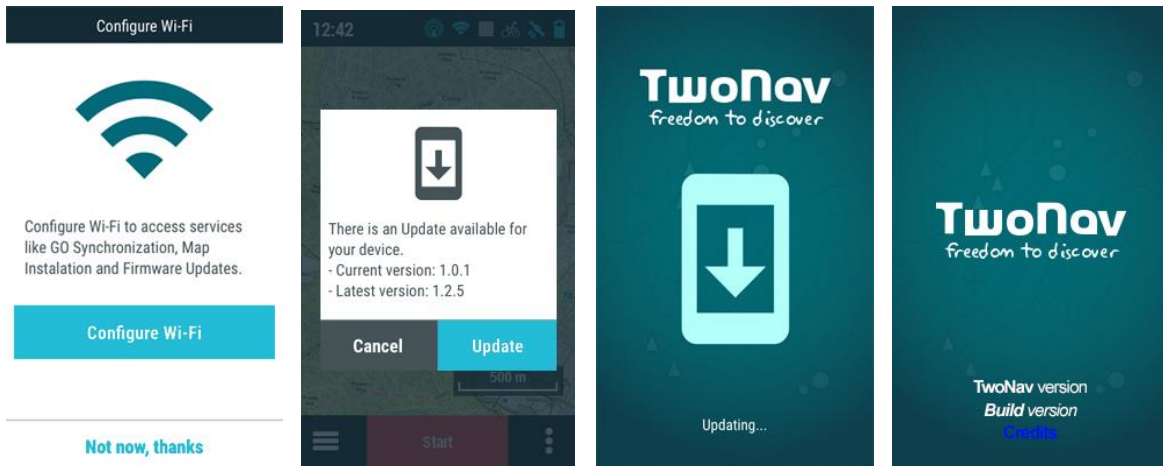 Configure Wi-Fi
Configure Wi-Fi to access services
like GO Synchronization, Map
Instalation and Firmware Updates.
Configure Wi-Fi
Not now, thanks
12:42
There is an Update available for
your device.
- Current version: 1.0.1
- Latest version: 1.2.5
Cancel
Update
500 m
Start
TwoNav
freedom to discover
Updating...
TwoNav
freedom to discover
TwoNav version
Build version
Credits